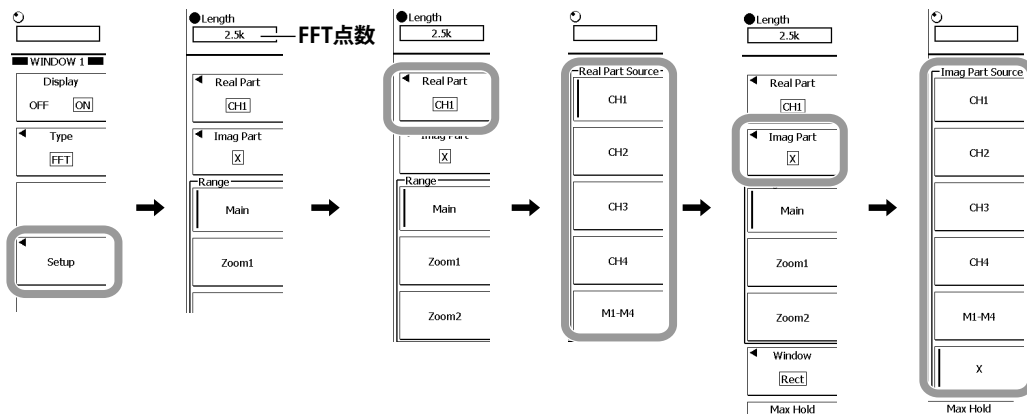 WINDOW 1
Display
OFF ON
Type
FFT
Setup
Length
2.5k
FFT点数
Real Part
CH1
Imag Part
X
Range
Main
Zoom1
Length
2.5k
Real Part
CH1
Imag Part
X
Range
Main
Zoom1
Zoom2
Real Part Source
CH1
CH2
CH3
CH4
M1-M4
Length
2.5k
Real Part
CH1
Imag Part
X
Main
Zoom1
Zoom2
Window
Rect
Max Hold
Imag Part Source
CH1
CH2
CH3
CH4
M1-M4
X
Max Hold